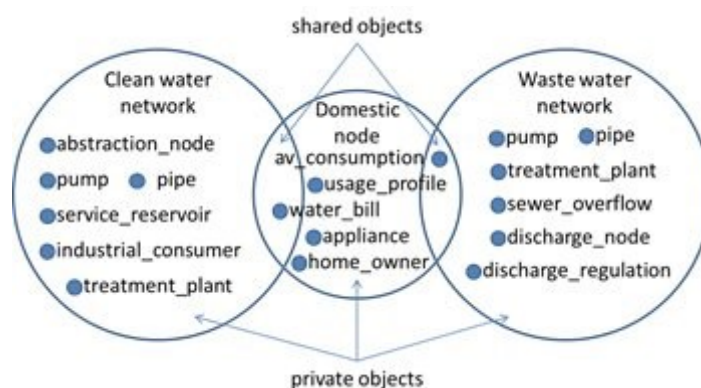 shared objects
Clean water
network
abstraction_node
pump pipe
service_reservoir
industrial_consumer
treatment_plant
Domestic
node
av_consumption
usage_profile
water_bill
appliance
home_owner
Waste water
network
pump pipe
treatment_plant
sewer_overflow
discharge_node
discharge_regulation
private objects